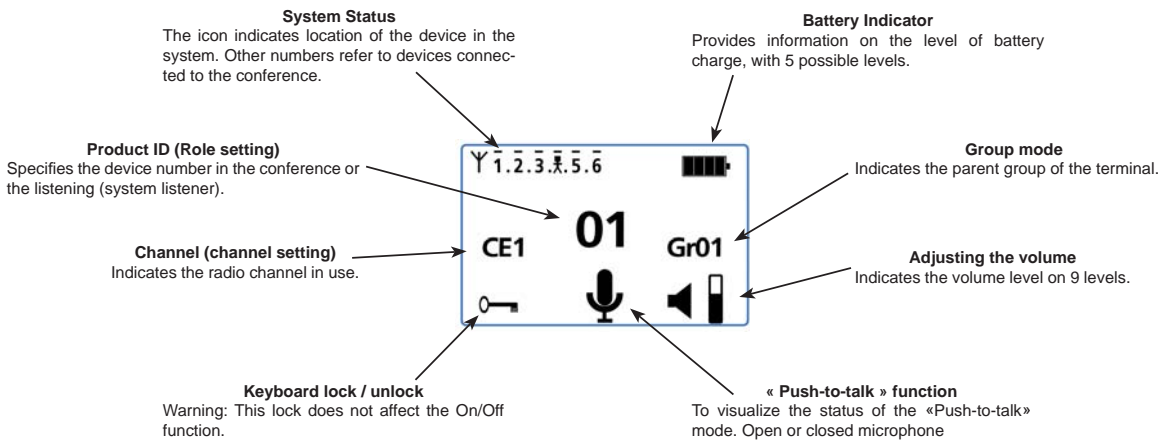 System Status
The icon indicates location of the device in the
system. Other numbers refer to devices connec-
ted to the conference.
Battery Indicator
Provides information on the level of battery
charge, with 5 possible levels.
Product ID (Role setting)
Specifies the device number in the conference or
the listening (system listener).
Group mode
Indicates the parent group of the terminal.
Channel (channel setting)
Indicates the radio channel in use.
Adjusting the volume
Indicates the volume level on 9 levels.
1.2.3. .5.6
01
CE1
Gr01
Keyboard lock / unlock
Warning: This lock does not affect the On/Off
function.
« Push-to-talk » function
To visualize the status of the «Push-to-talk»
mode. Open or closed microphone